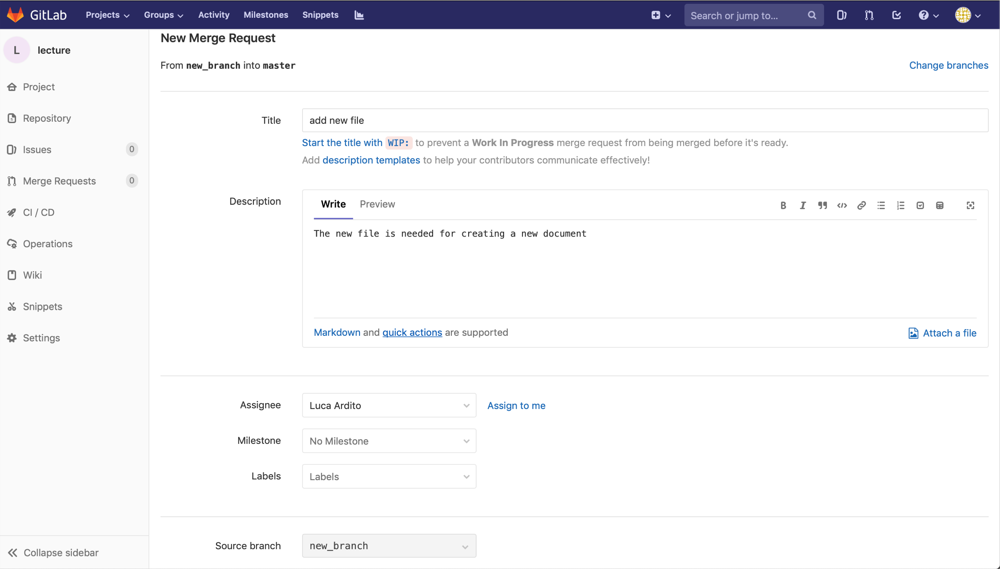 GitLab Projects Groups Activity Milestones Snippets Search or jump to...
L lecture
Project
Repository
Issues 0
Merge Requests 0
CI / CD
Operations
Wiki
Snippets
Settings
Collapse sidebar
New Merge Request
From new_branch into master Change branches
Title add new file
Start the title with WIP: to prevent a Work In Progress merge request from being merged before it's ready.
Add description templates to help your contributors communicate effectively!
Description Write Preview
The new file is needed for creating a new document
Markdown and quick actions are supported Attach a file
Assignee Luca Ardito Assign to me
Milestone No Milestone
Labels Labels
Source branch new_branch